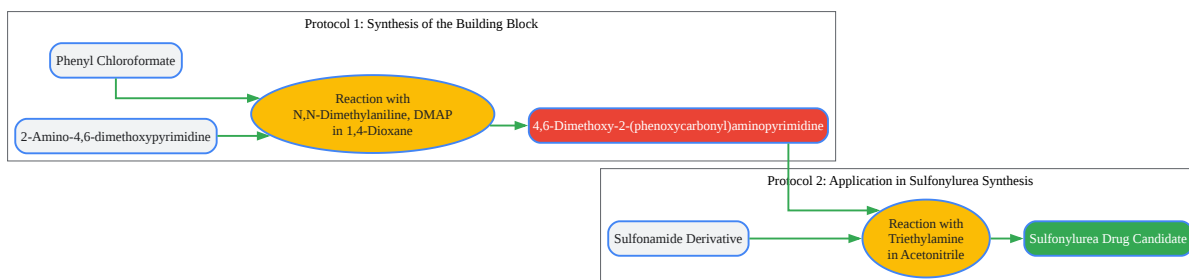 Protocol 1: Synthesis of the Building Block
Phenyl Chloroformate
2-Amino-4,6-dimethoxypyrimidine
Reaction with
N,N-Dimethylaniline, DMAP
in 1,4-Dioxane
4,6-Dimethoxy-2-(phenoxycarbonyl)aminopyrimidine
Protocol 2: Application in Sulfonylurea Synthesis
Sulfonamide Derivative
Reaction with
Triethylamine
in Acetonitrile
Sulfonylurea Drug Candidate